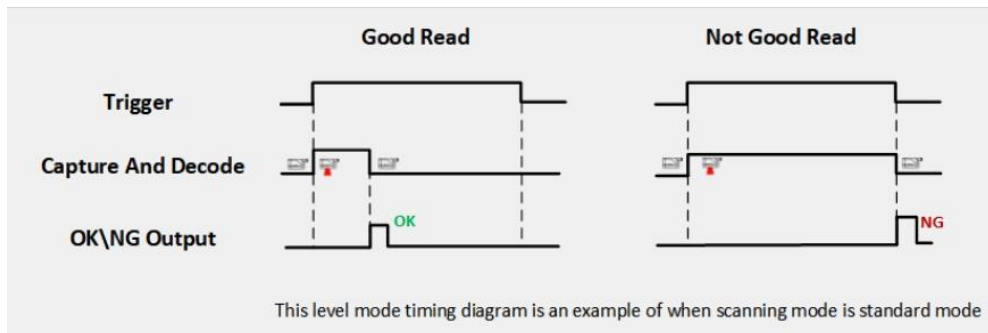 Good Read Not Good Read
Trigger
Capture And Decode
OK
OK\NG Output
NG
This level mode timing diagram is an example of when scanning mode is standard mode